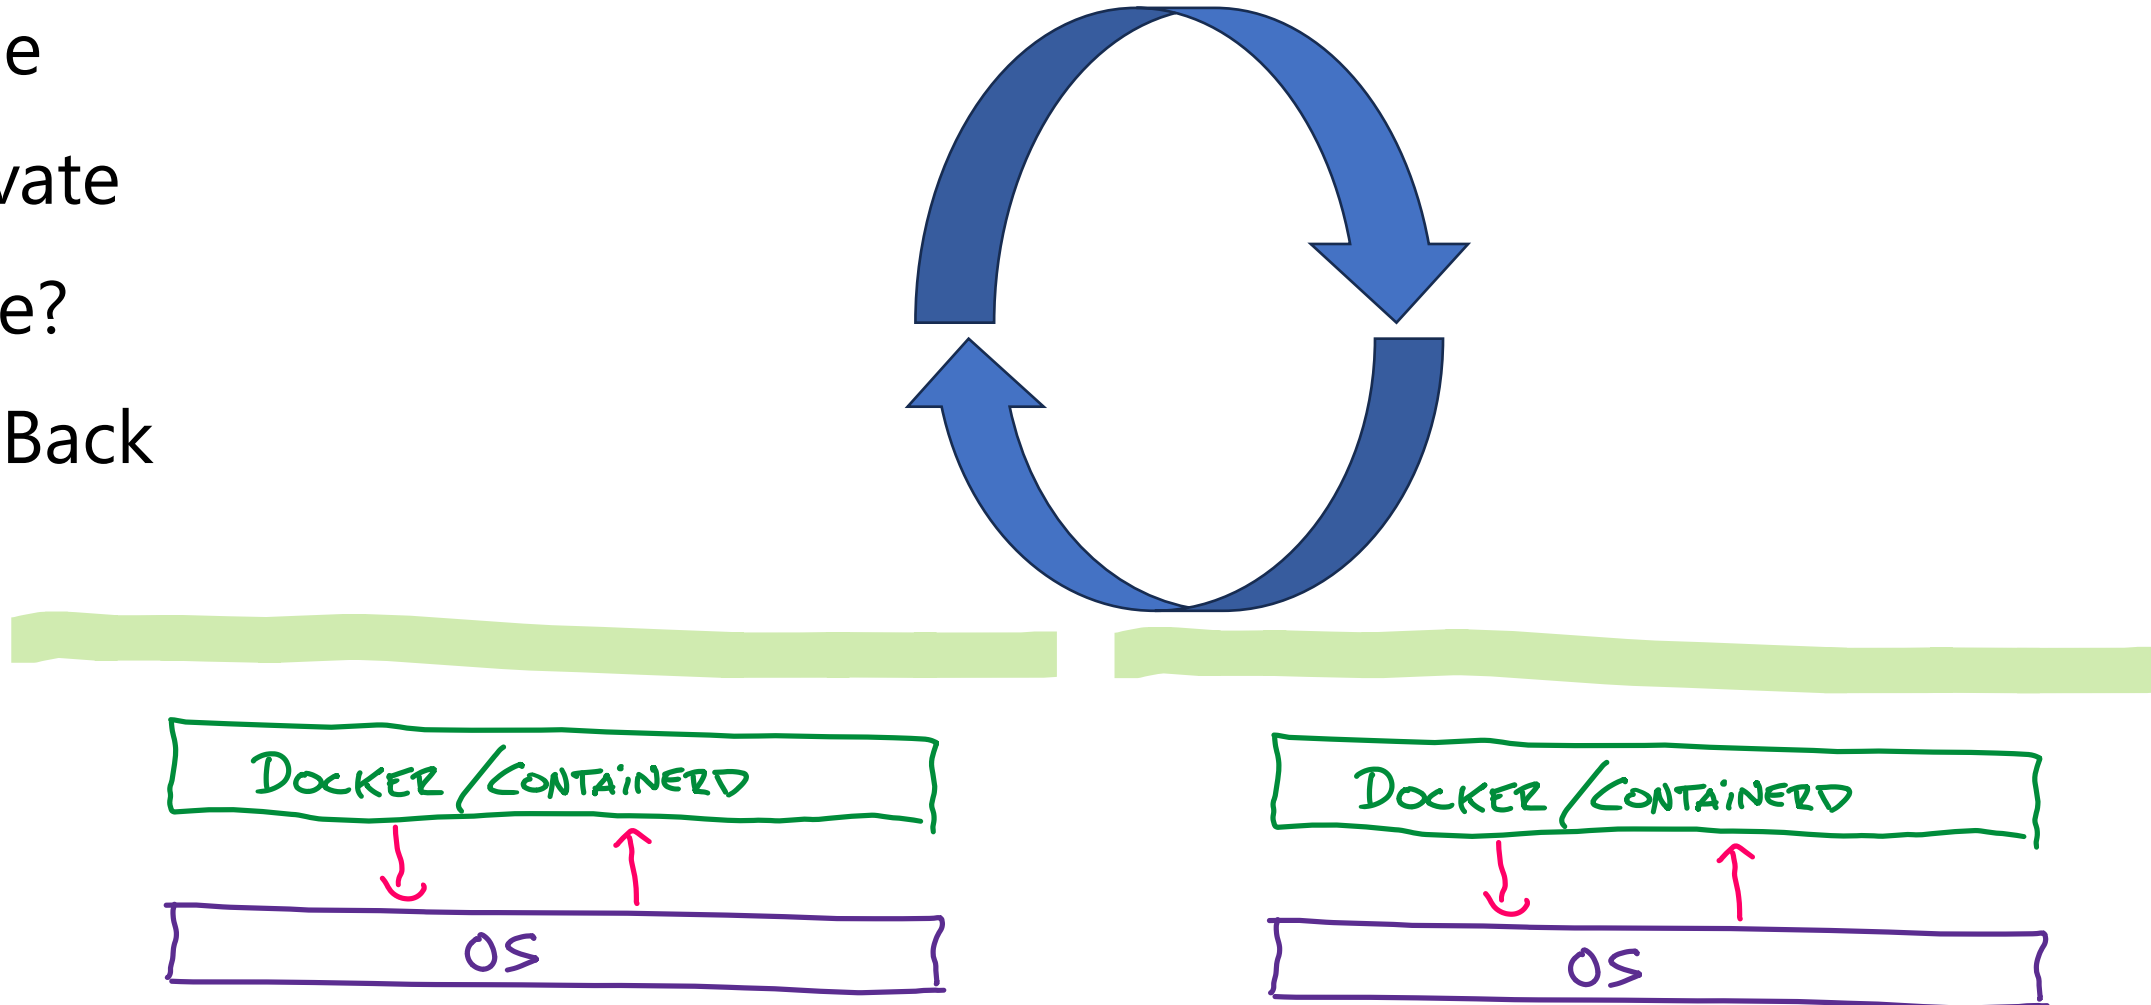 e
vate
e?
Back
DOCKER/CONTAINERD
DOCKER/CONTAINERD
OS
OS